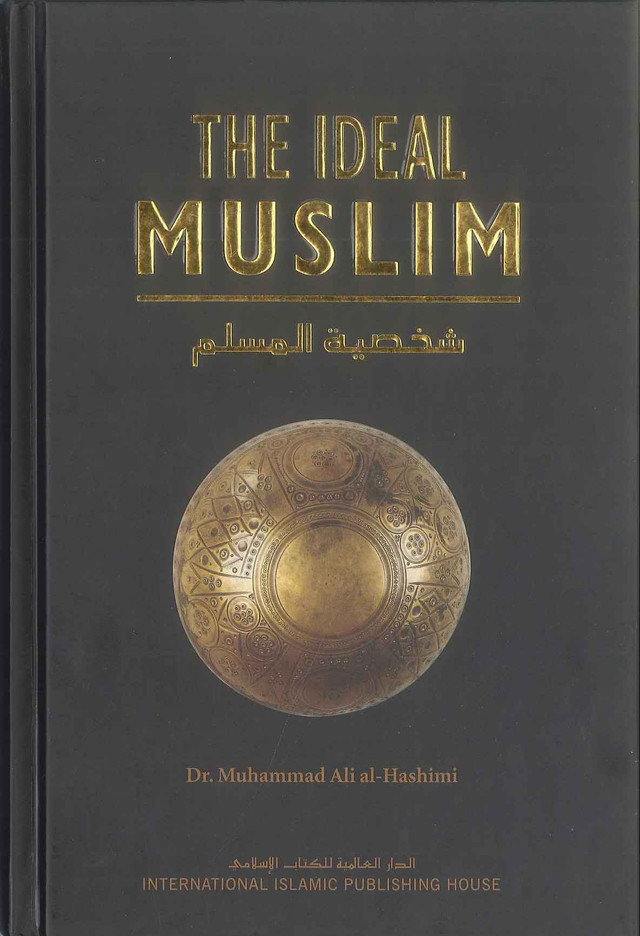 THE IDEAL
MUSLIM
شخصية المسلم
Dr. Muhammad Ali al-Hashimi
الدار العالمية للكتاب الإسلامي
INTERNATIONAL ISLAMIC PUBLISHING HOUSE